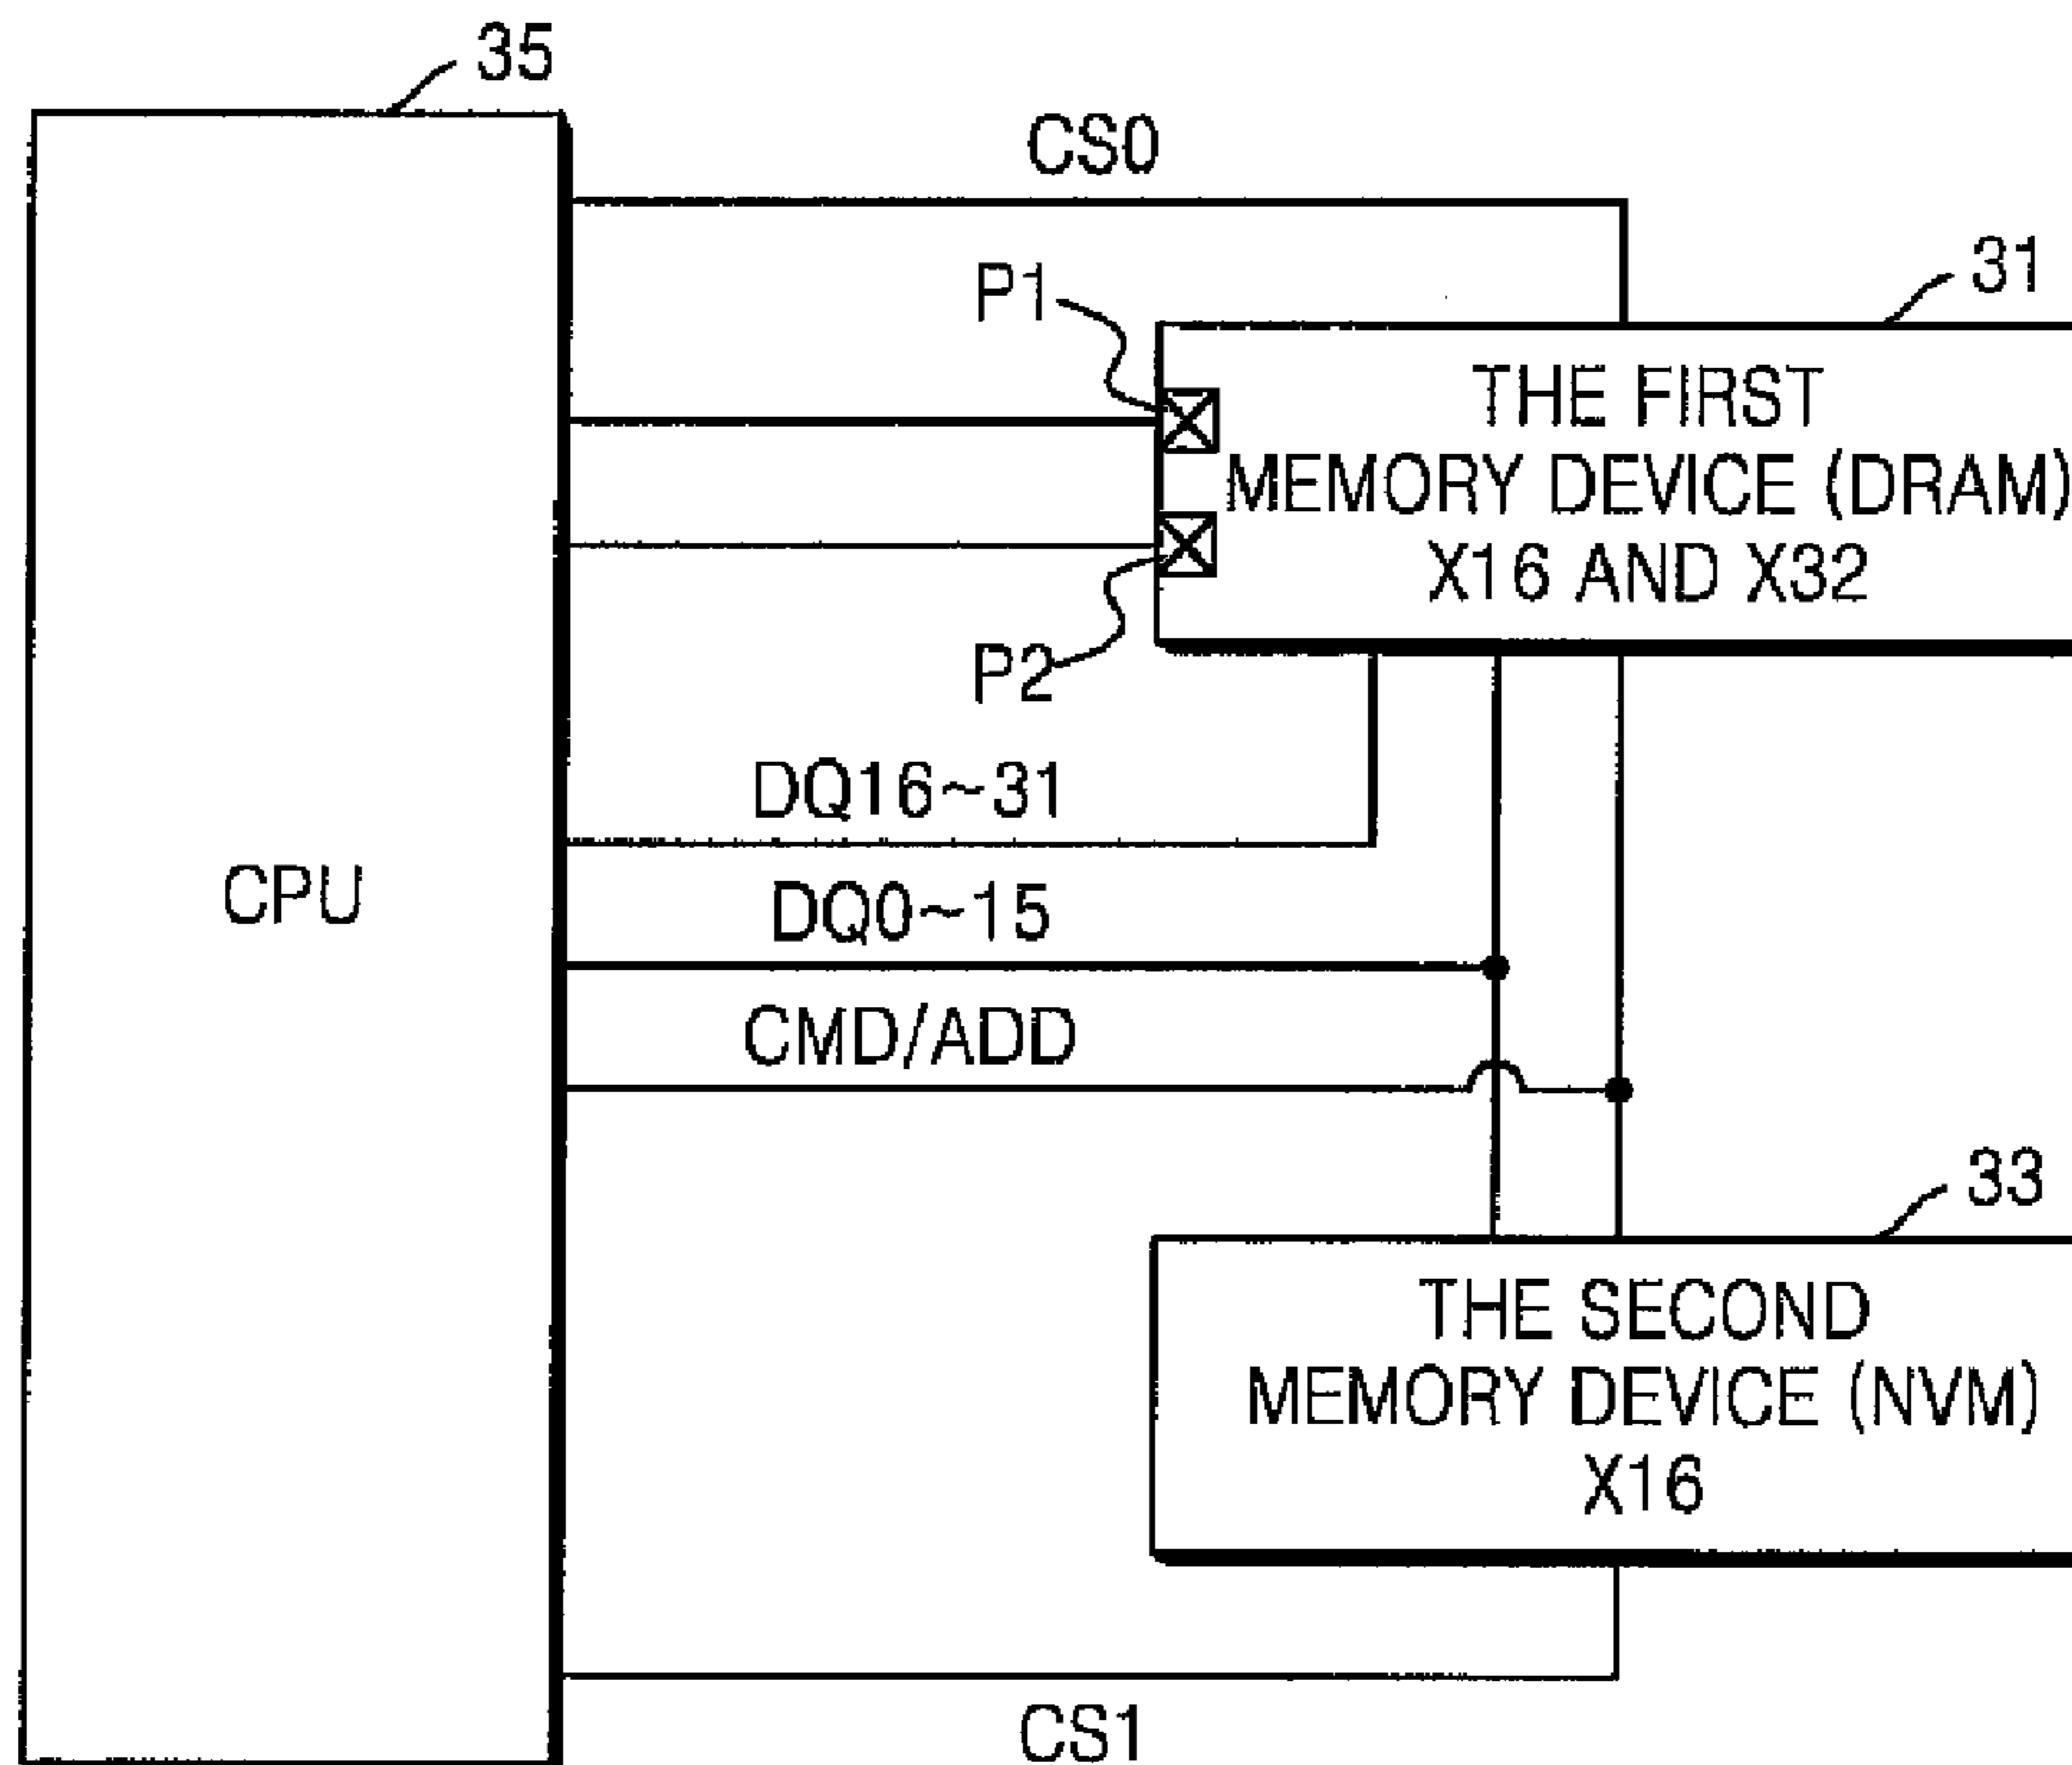 35
CS0
P1
31
THE FIRST
MEMORY DEVICE (DRAM)
X16 AND X32
P2
DQ16~31
CPU
DQ0~15
CMD/ADD
33
THE SECOND
MEMORY DEVICE (NVM)
X16
CS1